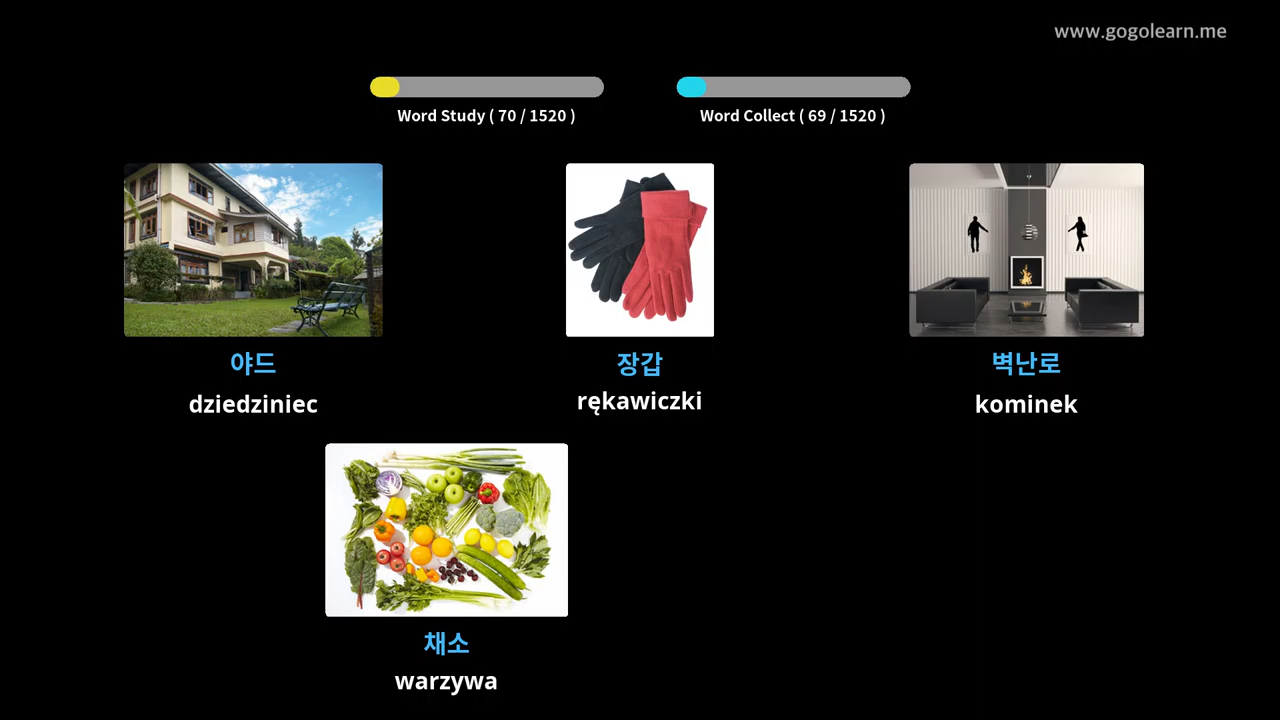 www.gogolearn.me
Word Study ( 70 / 1520 )
Word Collect ( 69 / 1520 )
야드
dziedziniec
장갑
rękawiczki
벽난로
kominek
채소
warzywa